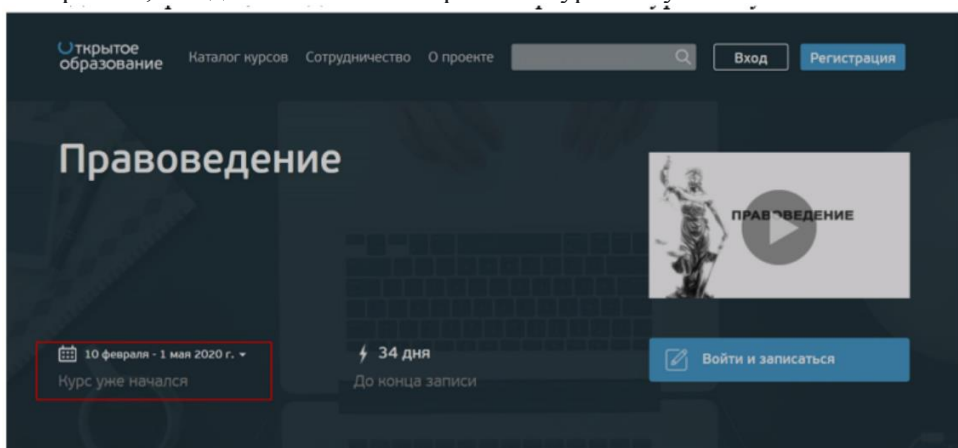 Открытое
образование
Каталог курсов Сотрудничество О проекте
Вход
Регистрация
Правоведение
ПРАВОВЕДЕНИЕ
10 февраля - 1 мая 2020 г.
Курс уже начался
34 дня
До конца записи
Войти и записаться